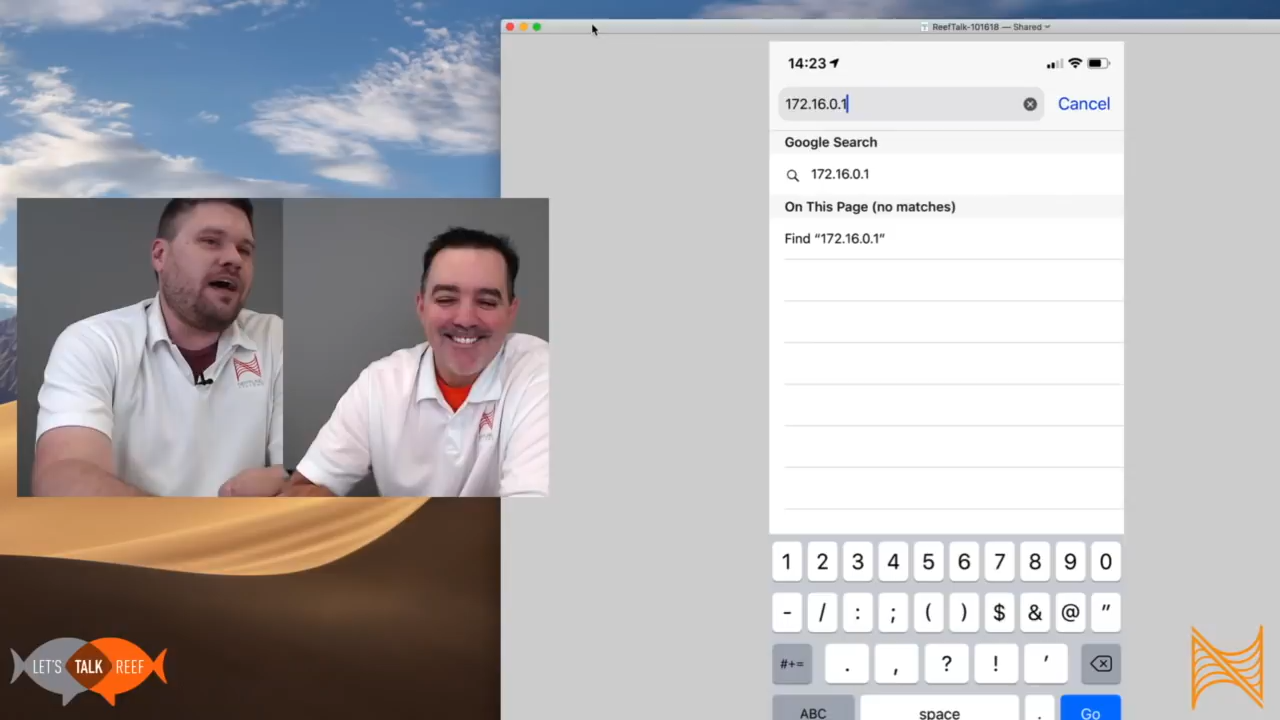 ReefTalk-101618 — Shared
14:23
172.16.0.1
Cancel
Google Search
172.16.0.1
On This Page (no matches)
Find “172.16.0.1”
1 2 3 4 5 6 7 8 9 0
- / : ; ( ) $ & @ "
#+= . , ? ! '
ABC space . Go
LET'S TALK REEF